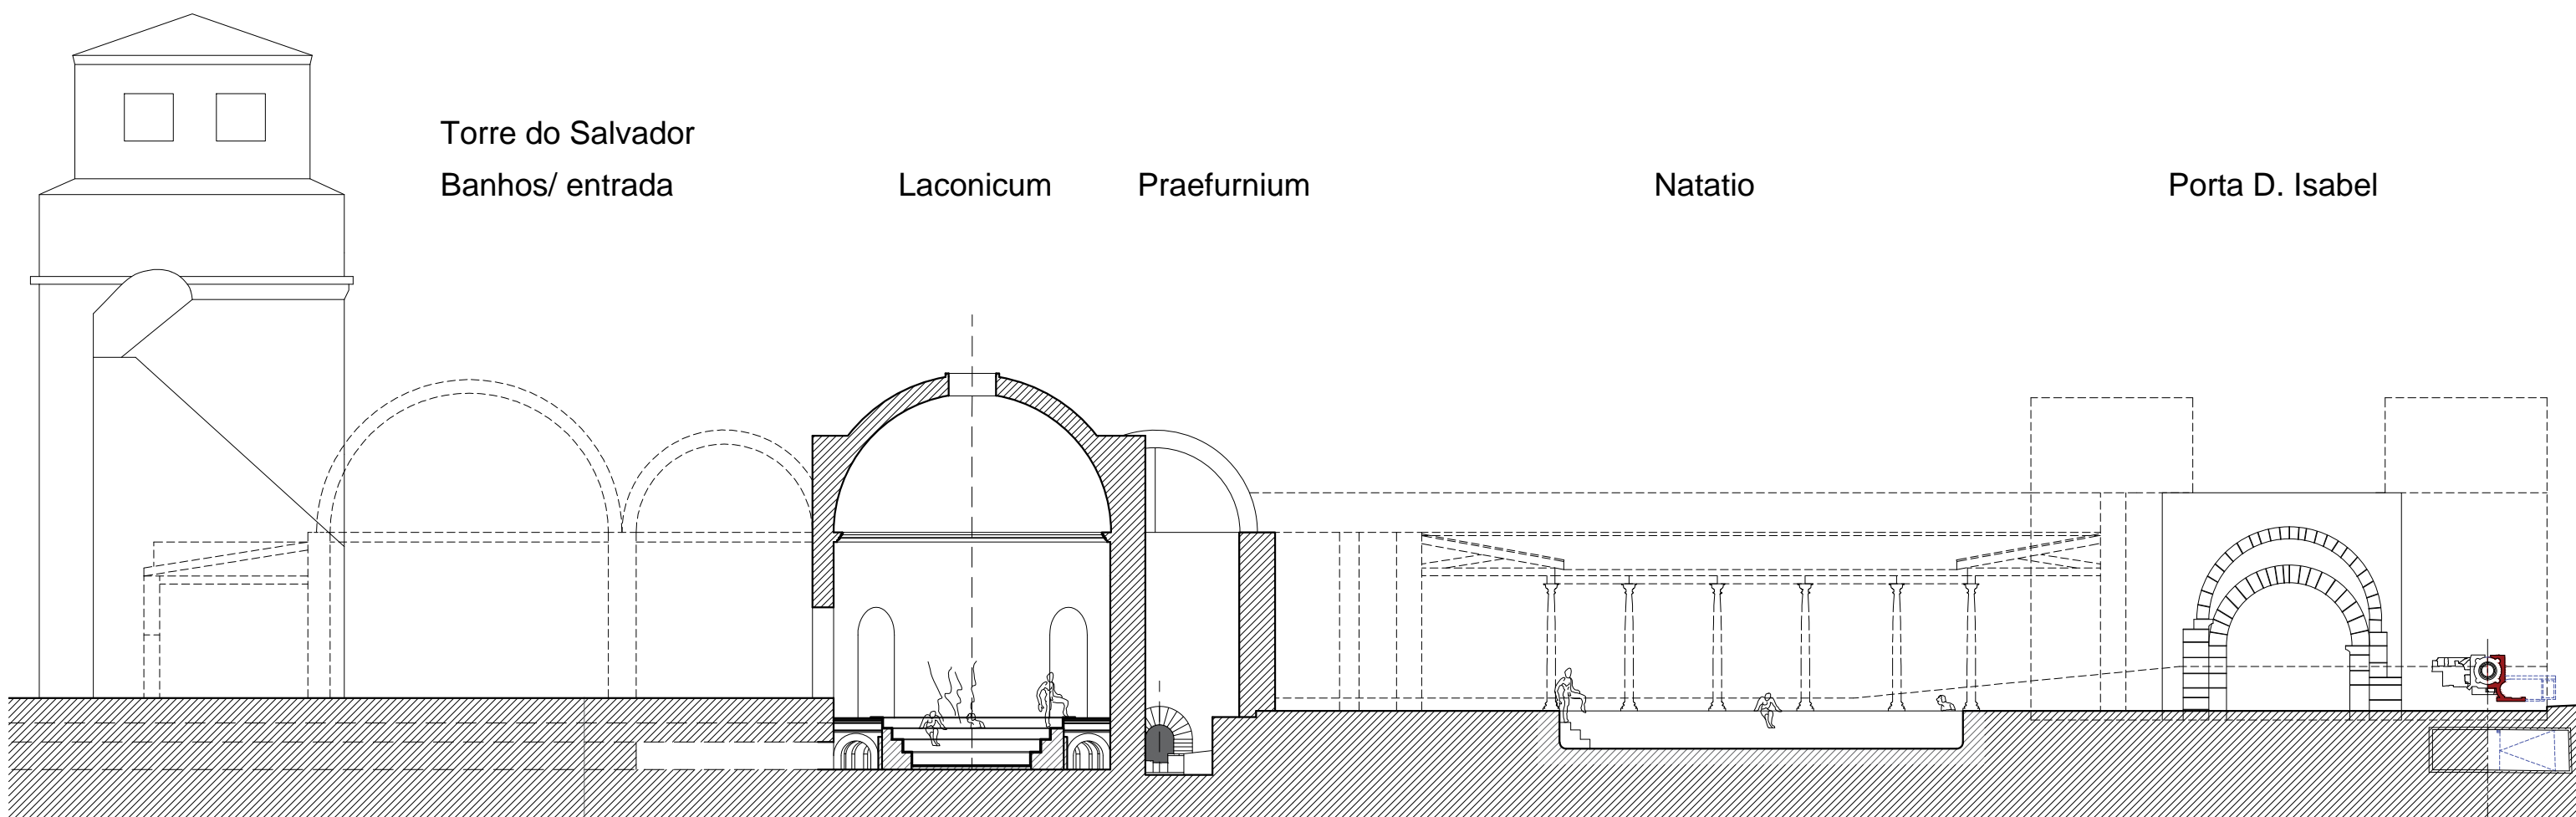 Torre do Salvador
Banhos/ entrada
Laconicum
Praefurnium
Natatio
Porta D. Isabel